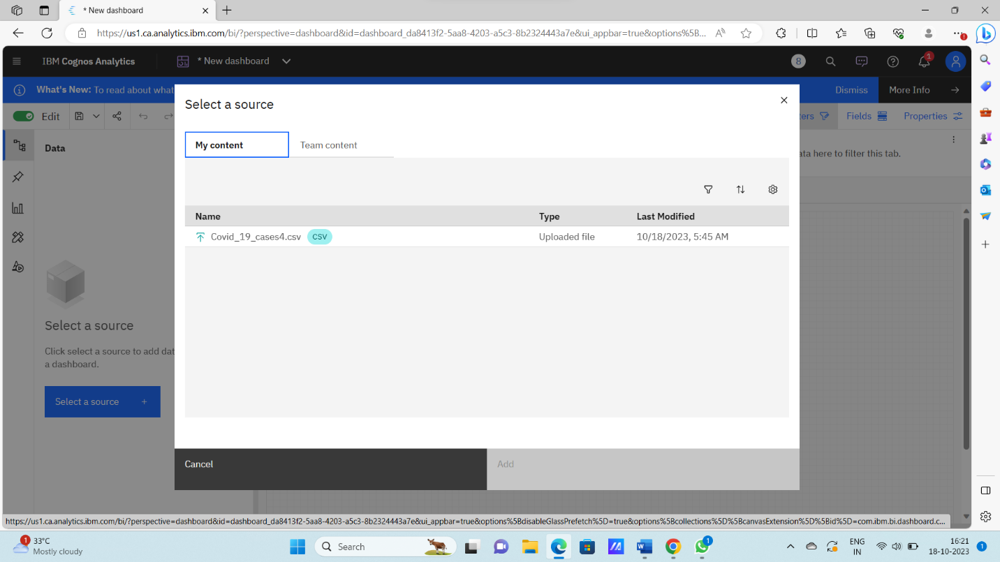 * New dashboard
https://us1.ca.analytics.ibm.com/bi/?perspective=dashboard&id=dashboard_da8413f2-5aa8-4203-a5c3-8b2324443a7e&ui_appbar=true&options%5B...
IBM Cognos Analytics
* New dashboard
8
1
What's New: To read about what
Dismiss
More Info
Edit
ters
Fields
Properties
Data
ata here to filter this tab.
Select a source
My content
Team content
Name
Type
Last Modified
Covid_19_cases4.csv
CSV
Uploaded file
10/18/2023, 5:45 AM
Select a source
Click select a source to add dat
a dashboard.
Select a source +
Cancel
Add
https://us1.ca.analytics.ibm.com/bi/?perspective=dashboard&id=dashboard_da8413f2-5aa8-4203-a5c3-8b2324443a7e&ui_appbar=true&options%5BdisableGlassPrefetch%5D=true&options%5Bcollections%5D%5BcanvasExtension%5D%5Bid%5D=com.ibm.bi.dashboard.c...
1
33°C
Mostly cloudy
Search
1
ENG
IN
16:21
18-10-2023
1